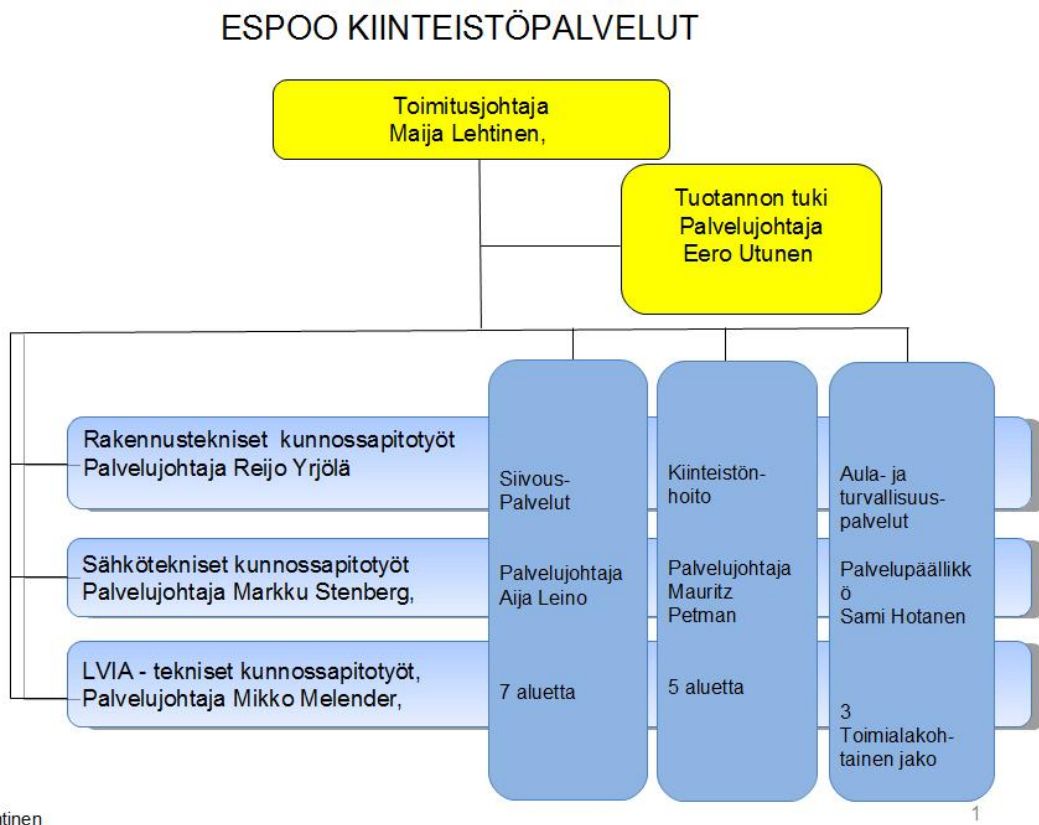 ESPOO KIINTEISTÖPALVELUT
Toimitusjohtaja
Maija Lehtinen,
Tuotannon tuki
Palvelujohtaja
Eero Utunen
Rakennustekniset kunnossapitotyöt
Palvelujohtaja Reijo Yrjölä
Sähkötekniset kunnossapitotyöt
Palvelujohtaja Markku Stenberg,
LVIA - tekniset kunnossapitotyöt,
Palvelujohtaja Mikko Melender,
Siivous-
Palvelut
Palvelujohtaja
Aija Leino
7 aluetta
Kiinteistön-
hoito
Palvelujohtaja
Mauritz
Petman
5 aluetta
Aula- ja
turvallisuus-
palvelut
Palvelupäällikk
ö
Sami Hotanen
3
Toimialakoh-
tainen jako
1